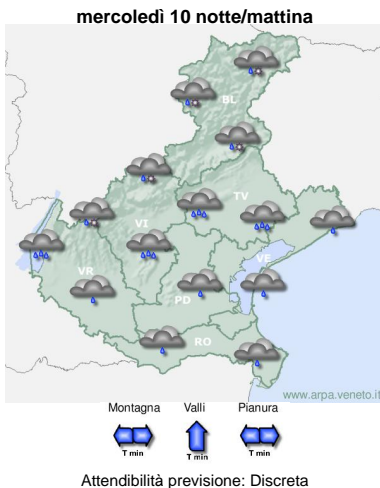 mercoledì 10 notte/mattina
BL
TV
VI
VE
VR
PD
RO
www.arpa.veneto.it
Montagna Valli Pianura
T min T min T min
Attendibilità previsione: Discreta